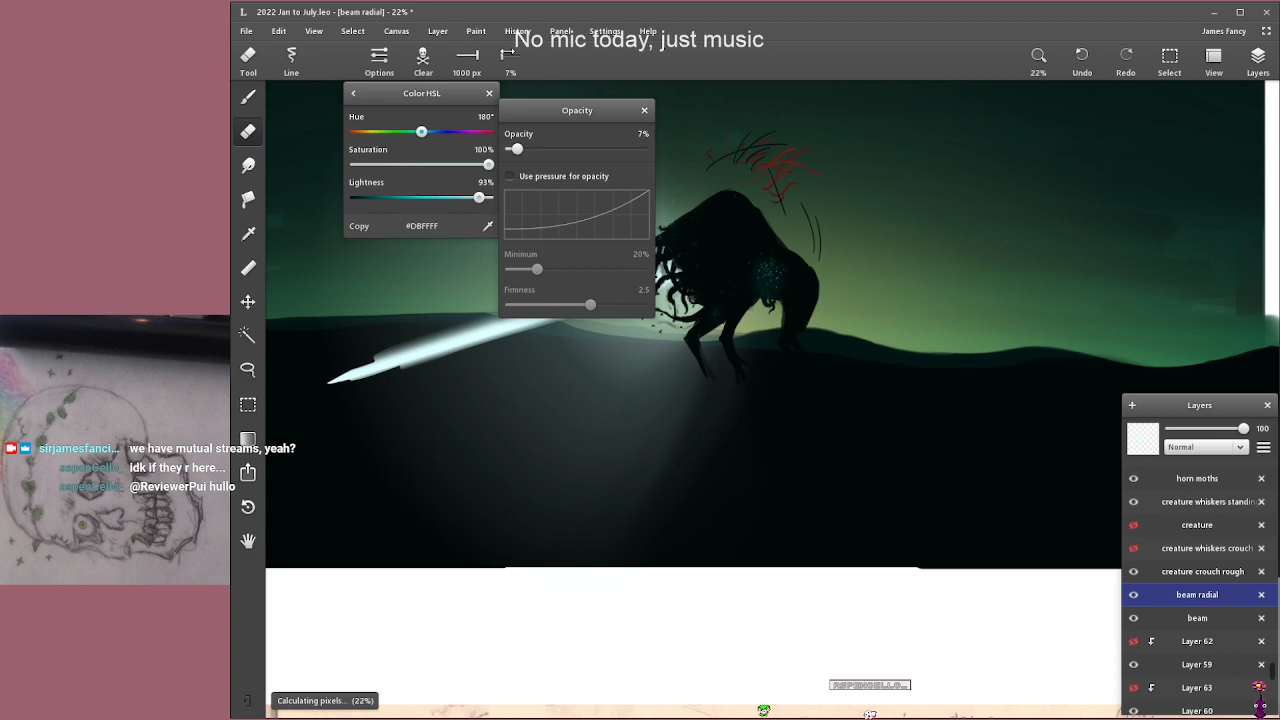 2022 Jan to July.leo - [beam radial] - 22% *
File Edit View Select Canvas Layer Paint History Pen Settings Help
James Fancy
No mic today, just music
Tool Line Options Clear 1000 px 7% 22% Undo Redo Select View Layers
Color HSL
Hue 180°
Saturation 100%
Lightness 93%
Copy #DBFFFF
Opacity
Opacity 7%
Use pressure for opacity
Minimum 20%
Firmness 2.5
sirjamesfanci... we have mutual streams, yeah?
aspenCello_ idk if they r here...
aspenCello_ @ReviewerPui hullo
Layers
100
Normal
horn moths
creature whiskers standin
creature
creature whiskers crouch
creature crouch rough
beam radial
beam
Layer 62
Layer 59
Layer 63
Layer 60
ASPENCELLO_
Calculating pixels... (22%)